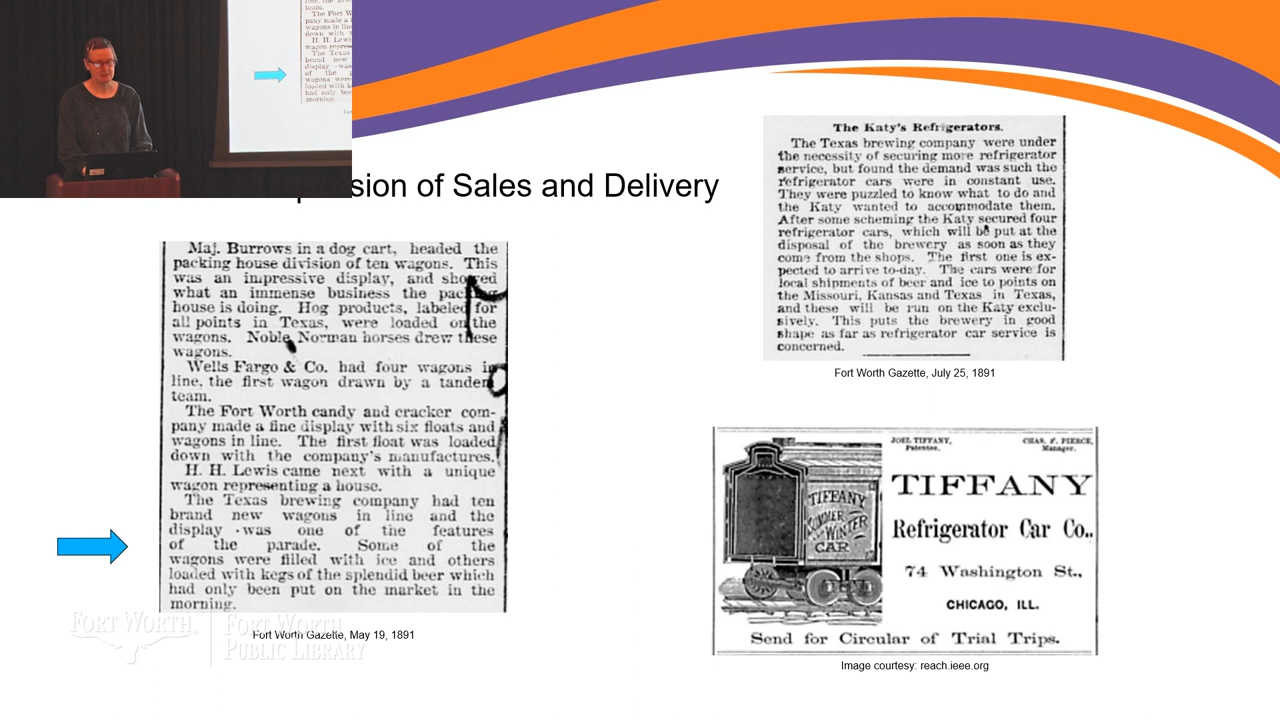 sion of Sales and Delivery
Maj. Burrows in a dog cart, headed the
packing house division of ten wagons. This
was an impressive display, and showed
what an immense business the packing
house is doing. Hog products, labeled for
all points in Texas, were loaded on the
wagons. Noble Norman horses drew these
wagons.
Wells Fargo & Co. had four wagons in
line, the first wagon drawn by a tandem
team.
The Fort Worth candy and cracker com-
pany made a fine display with six floats and
wagons in line. The first float was loaded
down with the company's manufactures.
H. H. Lewis came next with a unique
wagon representing a house.
The Texas brewing company had ten
brand new wagons in line and the
display was one of the features
of the parade. Some of the
wagons were filled with ice and others
loaded with kegs of the splendid beer which
had only been put on the market in the
morning.
Fort Worth Gazette, May 19, 1891
FORT WORTH
FORT WORTH
PUBLIC LIBRARY
The Katy's Refrigerators.
The Texas brewing company were under
the necessity of securing more refrigerator
service, but found the demand was such the
refrigerator cars were in constant use.
They were puzzled to know what to do and
the Katy wanted to accommodate them.
After some scheming the Katy secured four
refrigerator cars, which will be put at the
disposal of the brewery as soon as they
come from the shops. The first one is ex-
pected to arrive to-day. The cars were for
local shipments of beer and ice to points on
the Missouri, Kansas and Texas in Texas,
and these will be run on the Katy exclu-
sively. This puts the brewery in good
shape as far as refrigerator car service is
concerned.
Fort Worth Gazette, July 25, 1891
JOEL TIFFANY,
Patentee.
CHAS. F. PIERCE,
Manager.
TIFFANY
SUMMER
AND WINTER
CAR
TIFFANY
Refrigerator Car Co.,
74 Washington St.,
CHICAGO, ILL.
Send for Circular of Trial Trips.
Image courtesy: reach.ieee.org